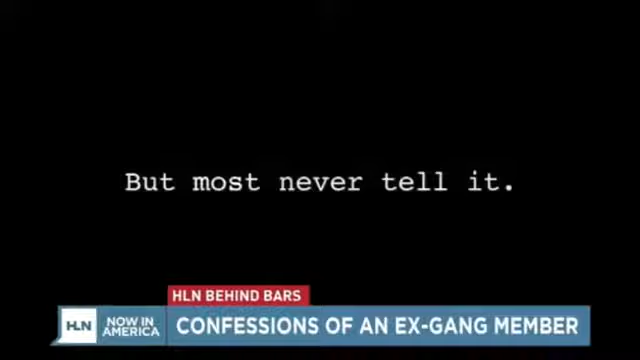 But most never tell it.
HLN BEHIND BARS
HLN
NOW IN
AMERICA
CONFESSIONS OF AN EX-GANG MEMBER